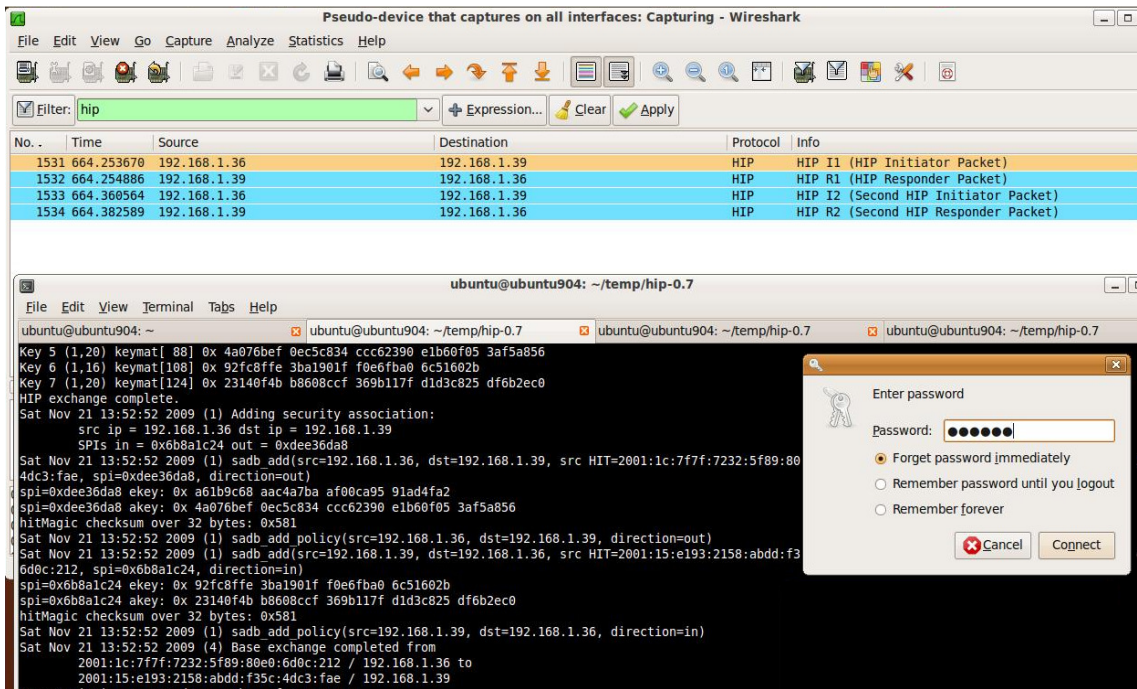 Pseudo-device that captures on all interfaces: Capturing - Wireshark
File Edit View Go Capture Analyze Statistics Help
Filter: hip Expression... Clear Apply
No. . Time Source Destination Protocol Info
1531 664.253670 192.168.1.36 192.168.1.39 HIP HIP I1 (HIP Initiator Packet)
1532 664.254886 192.168.1.39 192.168.1.36 HIP HIP R1 (HIP Responder Packet)
1533 664.360564 192.168.1.36 192.168.1.39 HIP HIP I2 (Second HIP Initiator Packet)
1534 664.382589 192.168.1.39 192.168.1.36 HIP HIP R2 (Second HIP Responder Packet)
ubuntu@ubuntu904: ~/temp/hip-0.7
File Edit View Terminal Tabs Help
ubuntu@ubuntu904: ~ ubuntu@ubuntu904: ~/temp/hip-0.7 ubuntu@ubuntu904: ~/temp/hip-0.7 ubuntu@ubuntu904: ~/temp/hip-0.7
Key 5 (1,20) keymat[ 88] 0x 4a076bef 0ec5c834 ccc62390 e1b60f05 3af5a856
Key 6 (1,16) keymat[108] 0x 92fc8ffe 3ba1901f f0e6fba0 6c51602b
Key 7 (1,20) keymat[124] 0x 23140f4b b8608ccf 369b117f d1d3c825 df6b2ec0
HIP exchange complete.
Sat Nov 21 13:52:52 2009 (1) Adding security association:
src ip = 192.168.1.36 dst ip = 192.168.1.39
SPIs in = 0x6b8a1c24 out = 0xdee36da8
Sat Nov 21 13:52:52 2009 (1) sadb_add(src=192.168.1.36, dst=192.168.1.39, src HIT=2001:1c:7f7f:7232:5f89:80
4dc3:fae, spi=0xdee36da8, direction=out)
spi=0xdee36da8 ekey: 0x a61b9c68 aac4a7ba af00ca95 91ad4fa2
spi=0xdee36da8 akey: 0x 4a076bef 0ec5c834 ccc62390 e1b60f05 3af5a856
hitMagic checksum over 32 bytes: 0x581
Sat Nov 21 13:52:52 2009 (1) sadb_add_policy(src=192.168.1.36, dst=192.168.1.39, direction=out)
Sat Nov 21 13:52:52 2009 (1) sadb_add(src=192.168.1.39, dst=192.168.1.36, src HIT=2001:15:e193:2158:abdd:f3
6d0c:212, spi=0x6b8a1c24, direction=in)
spi=0x6b8a1c24 ekey: 0x 92fc8ffe 3ba1901f f0e6fba0 6c51602b
spi=0x6b8a1c24 akey: 0x 23140f4b b8608ccf 369b117f d1d3c825 df6b2ec0
hitMagic checksum over 32 bytes: 0x581
Sat Nov 21 13:52:52 2009 (1) sadb_add_policy(src=192.168.1.39, dst=192.168.1.36, direction=in)
Sat Nov 21 13:52:52 2009 (4) Base exchange completed from
2001:1c:7f7f:7232:5f89:80e0:6d0c:212 / 192.168.1.36 to
2001:15:e193:2158:abdd:f35c:4dc3:fae / 192.168.1.39
Enter password
Password: ●●●●●●
Forget password immediately
Remember password until you logout
Remember forever
Cancel Connect